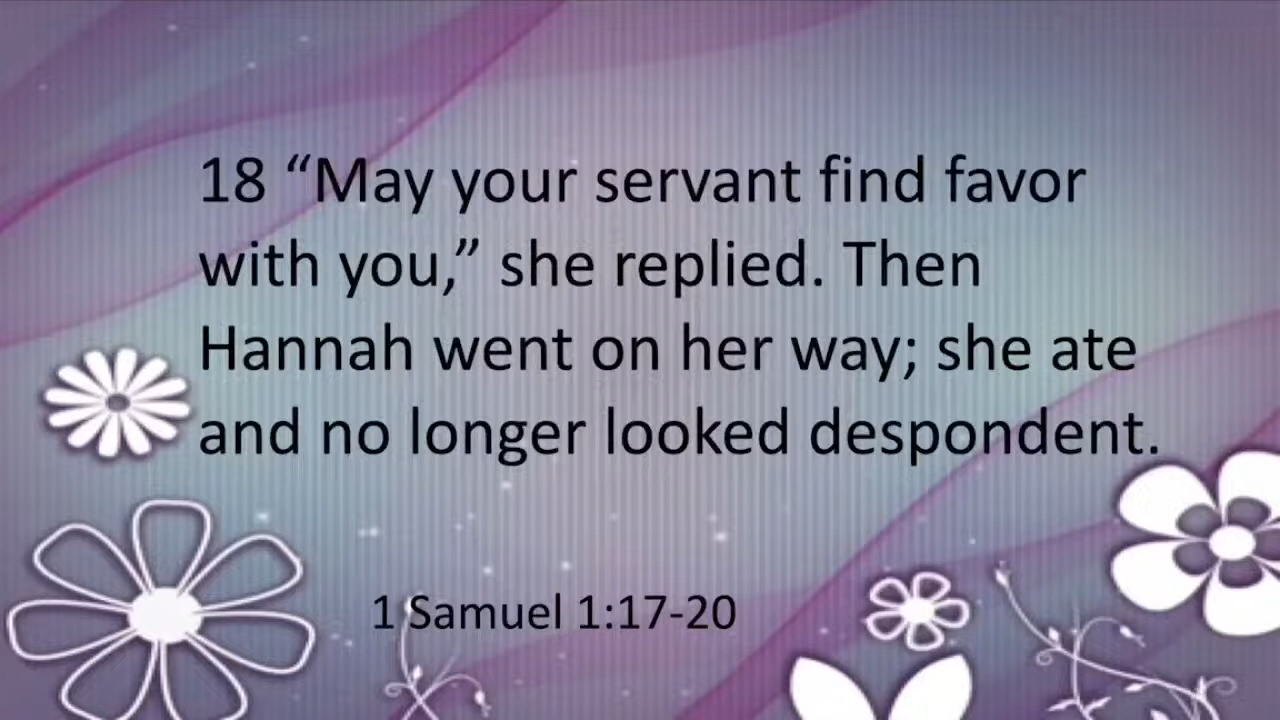 18 “May your servant find favor
with you,” she replied. Then
Hannah went on her way; she ate
and no longer looked despondent.
1 Samuel 1:17-20